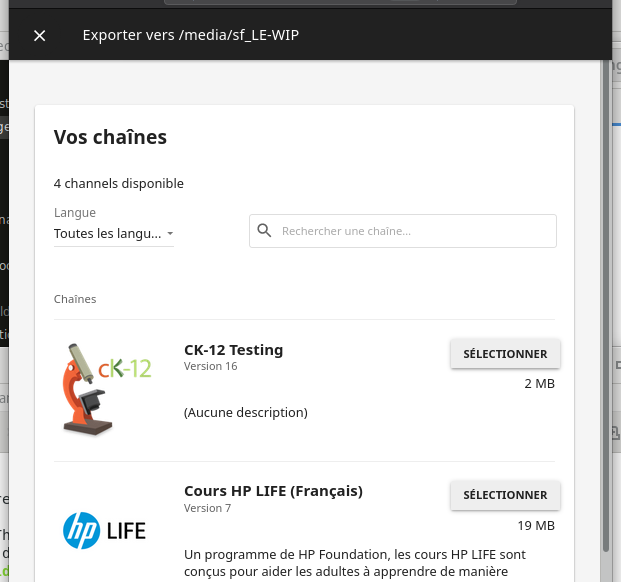 Exporter vers /media/sf_LE-WIP
Vos chaînes
4 channels disponible
Langue
Toutes les langu...
Rechercher une chaîne...
Chaînes
cK-12
CK-12 Testing
SÉLECTIONNER
Version 16
2 MB
(Aucune description)
Cours HP LIFE (Français)
SÉLECTIONNER
Version 7
19 MB
hp LIFE
Un programme de HP Foundation, les cours HP LIFE sont
conçus pour aider les adultes à apprendre de manière